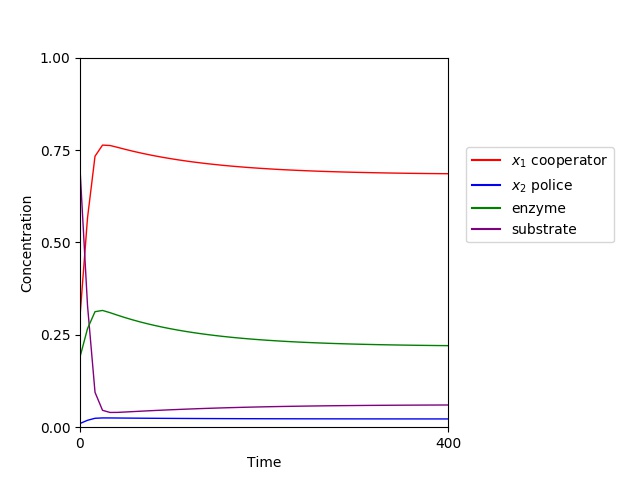 1.00
0.75
0.50
0.25
0.00
Concentration
0
400
Time
x₁ cooperator
x₂ police
enzyme
substrate